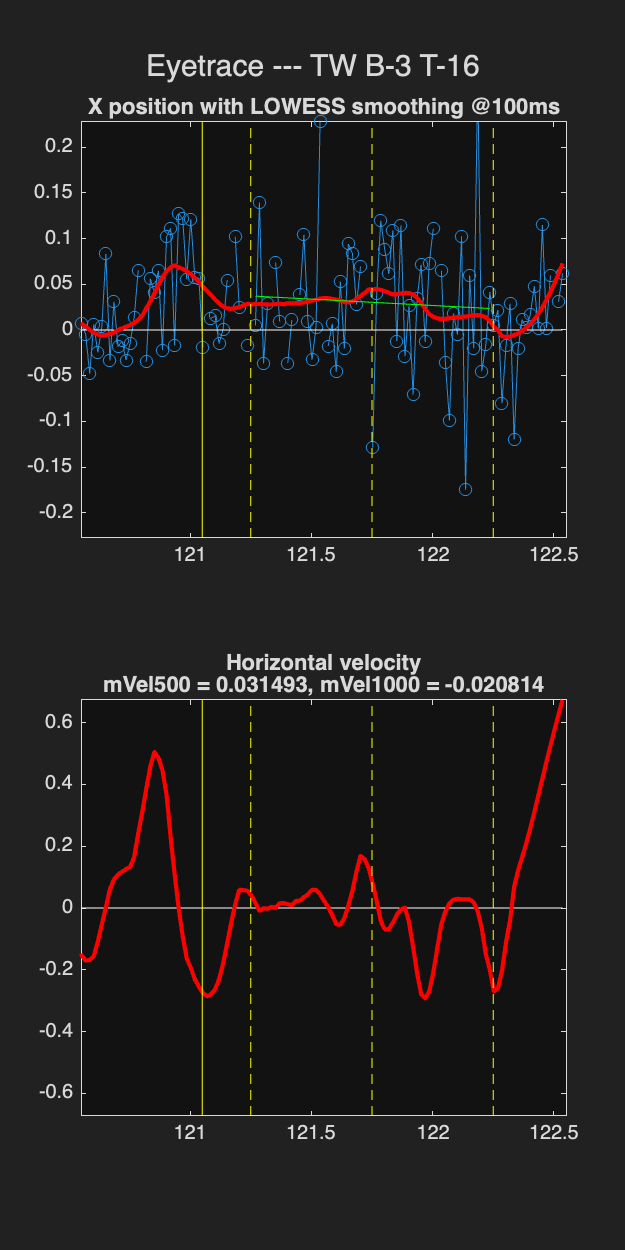 Eyetrace --- TW B-3 T-16
X position with LOWESS smoothing @100ms
0.2
0.15
0.1
0.05
0
-0.05
-0.1
-0.15
-0.2
121 121.5 122 122.5
Horizontal velocity
mVel500 = 0.031493, mVel1000 = -0.020814
0.6
0.4
0.2
0
-0.2
-0.4
-0.6
121 121.5 122 122.5